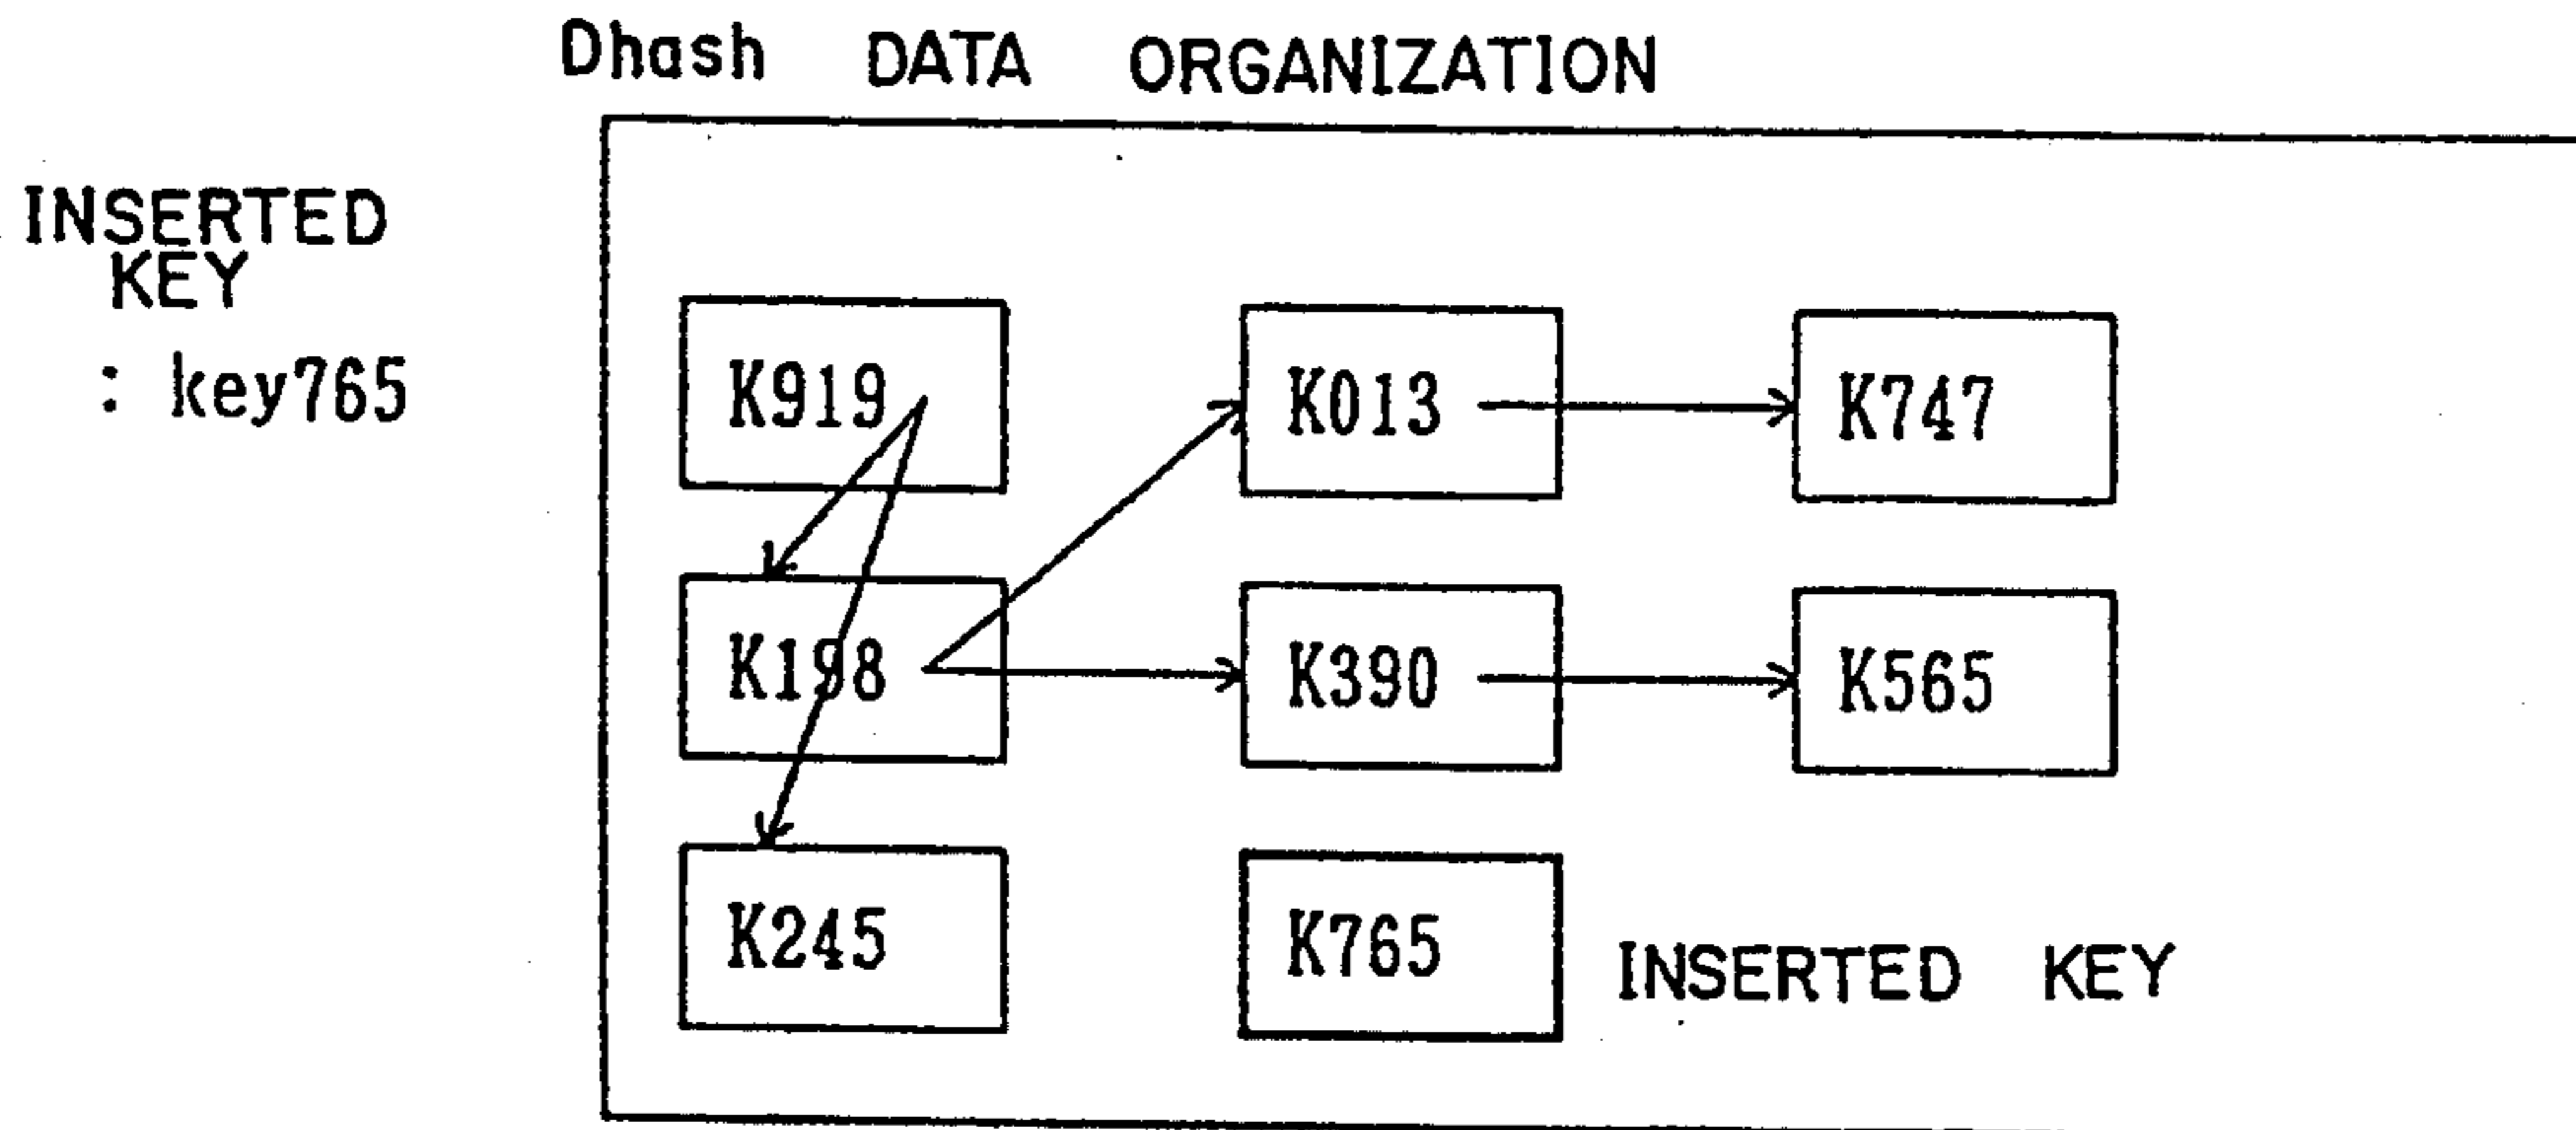 Dhash DATA ORGANIZATION
INSERTED
KEY
: key765
K919
K013
K747
K198
K390
K565
K245
K765
INSERTED KEY